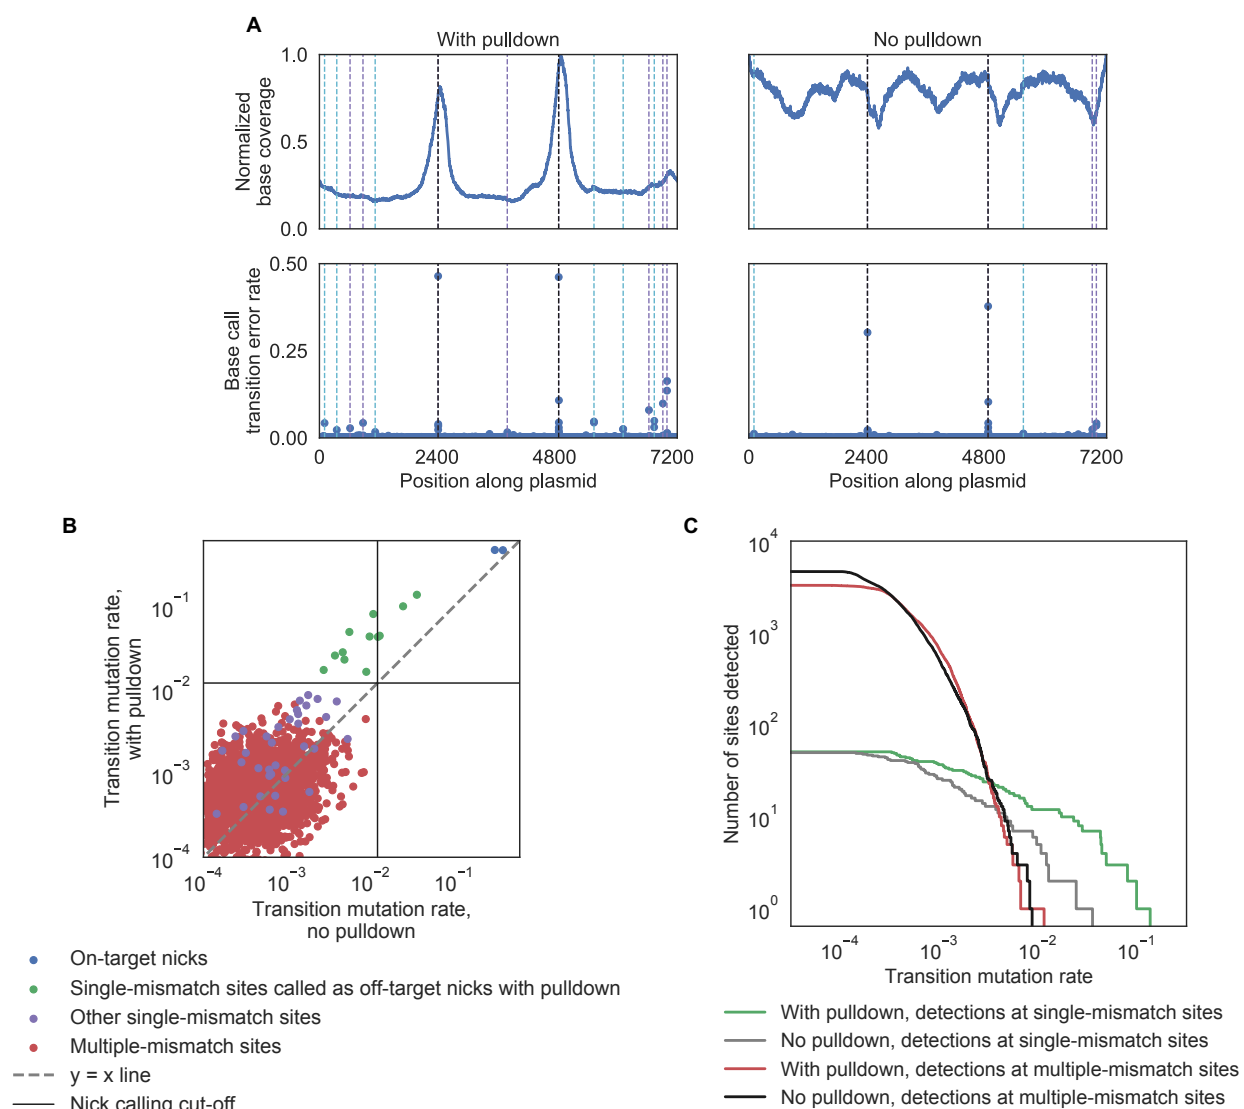 A
With pulldown
No pulldown
Normalized
base coverage
1.0
0.5
0.0
Base call
transition error rate
0.50
0.25
0.00
0 2400 4800 7200
Position along plasmid
0 2400 4800 7200
Position along plasmid
B
Transition mutation rate,
with pulldown
10−1
10−2
10−3
10−4
10−4 10−3 10−2 10−1
Transition mutation rate,
no pulldown
On-target nicks
Single-mismatch sites called as off-target nicks with pulldown
Other single-mismatch sites
Multiple-mismatch sites
y = x line
Nick calling cut-off
C
Number of sites detected
104
103
102
101
100
10−4 10−3 10−2 10−1
Transition mutation rate
With pulldown, detections at single-mismatch sites
No pulldown, detections at single-mismatch sites
With pulldown, detections at multiple-mismatch sites
No pulldown, detections at multiple-mismatch sites